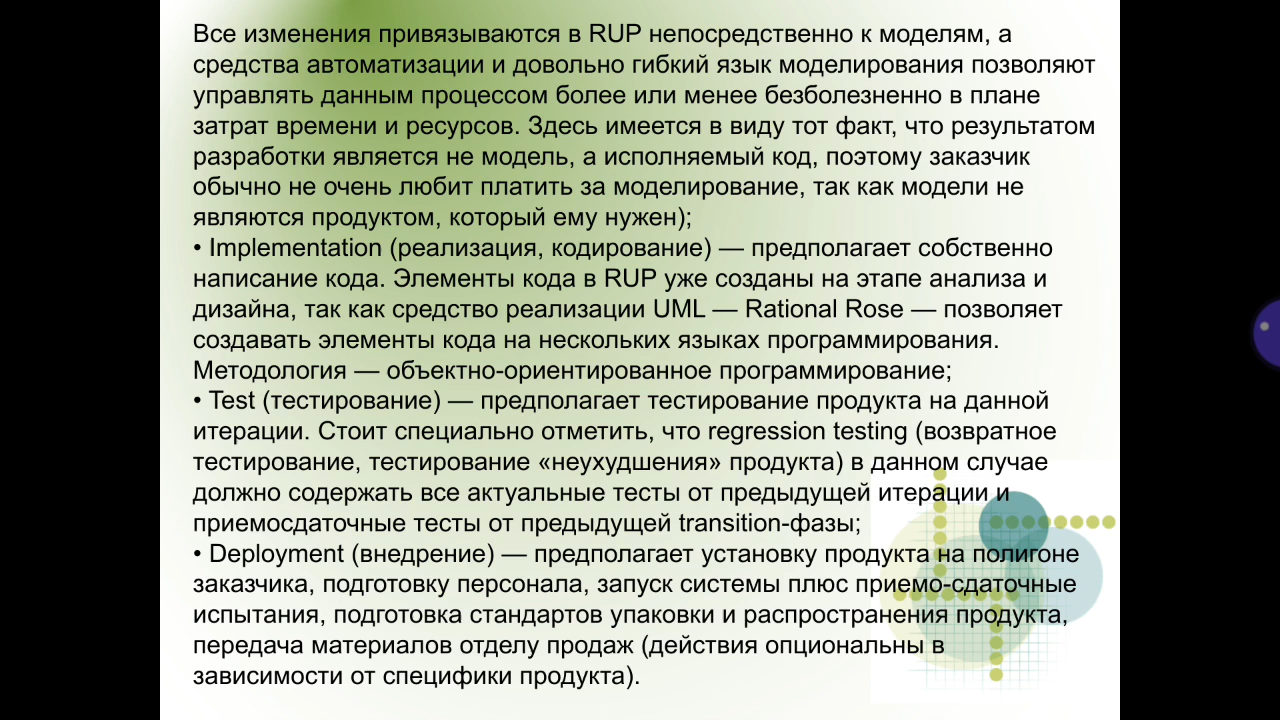 Все изменения привязываются в RUP непосредственно к моделям, а
средства автоматизации и довольно гибкий язык моделирования позволяют
управлять данным процессом более или менее безболезненно в плане
затрат времени и ресурсов. Здесь имеется в виду тот факт, что результатом
разработки является не модель, а исполняемый код, поэтому заказчик
обычно не очень любит платить за моделирование, так как модели не
являются продуктом, который ему нужен);
• Implementation (реализация, кодирование) — предполагает собственно
написание кода. Элементы кода в RUP уже созданы на этапе анализа и
дизайна, так как средство реализации UML — Rational Rose — позволяет
создавать элементы кода на нескольких языках программирования.
Методология — объектно-ориентированное программирование;
• Test (тестирование) — предполагает тестирование продукта на данной
итерации. Стоит специально отметить, что regression testing (возвратное
тестирование, тестирование «неухудшения» продукта) в данном случае
должно содержать все актуальные тесты от предыдущей итерации и
приемосдаточные тесты от предыдущей transition-фазы;
• Deployment (внедрение) — предполагает установку продукта на полигоне
заказчика, подготовку персонала, запуск системы плюс приемо-сдаточные
испытания, подготовка стандартов упаковки и распространения продукта,
передача материалов отделу продаж (действия опциональны в
зависимости от специфики продукта).